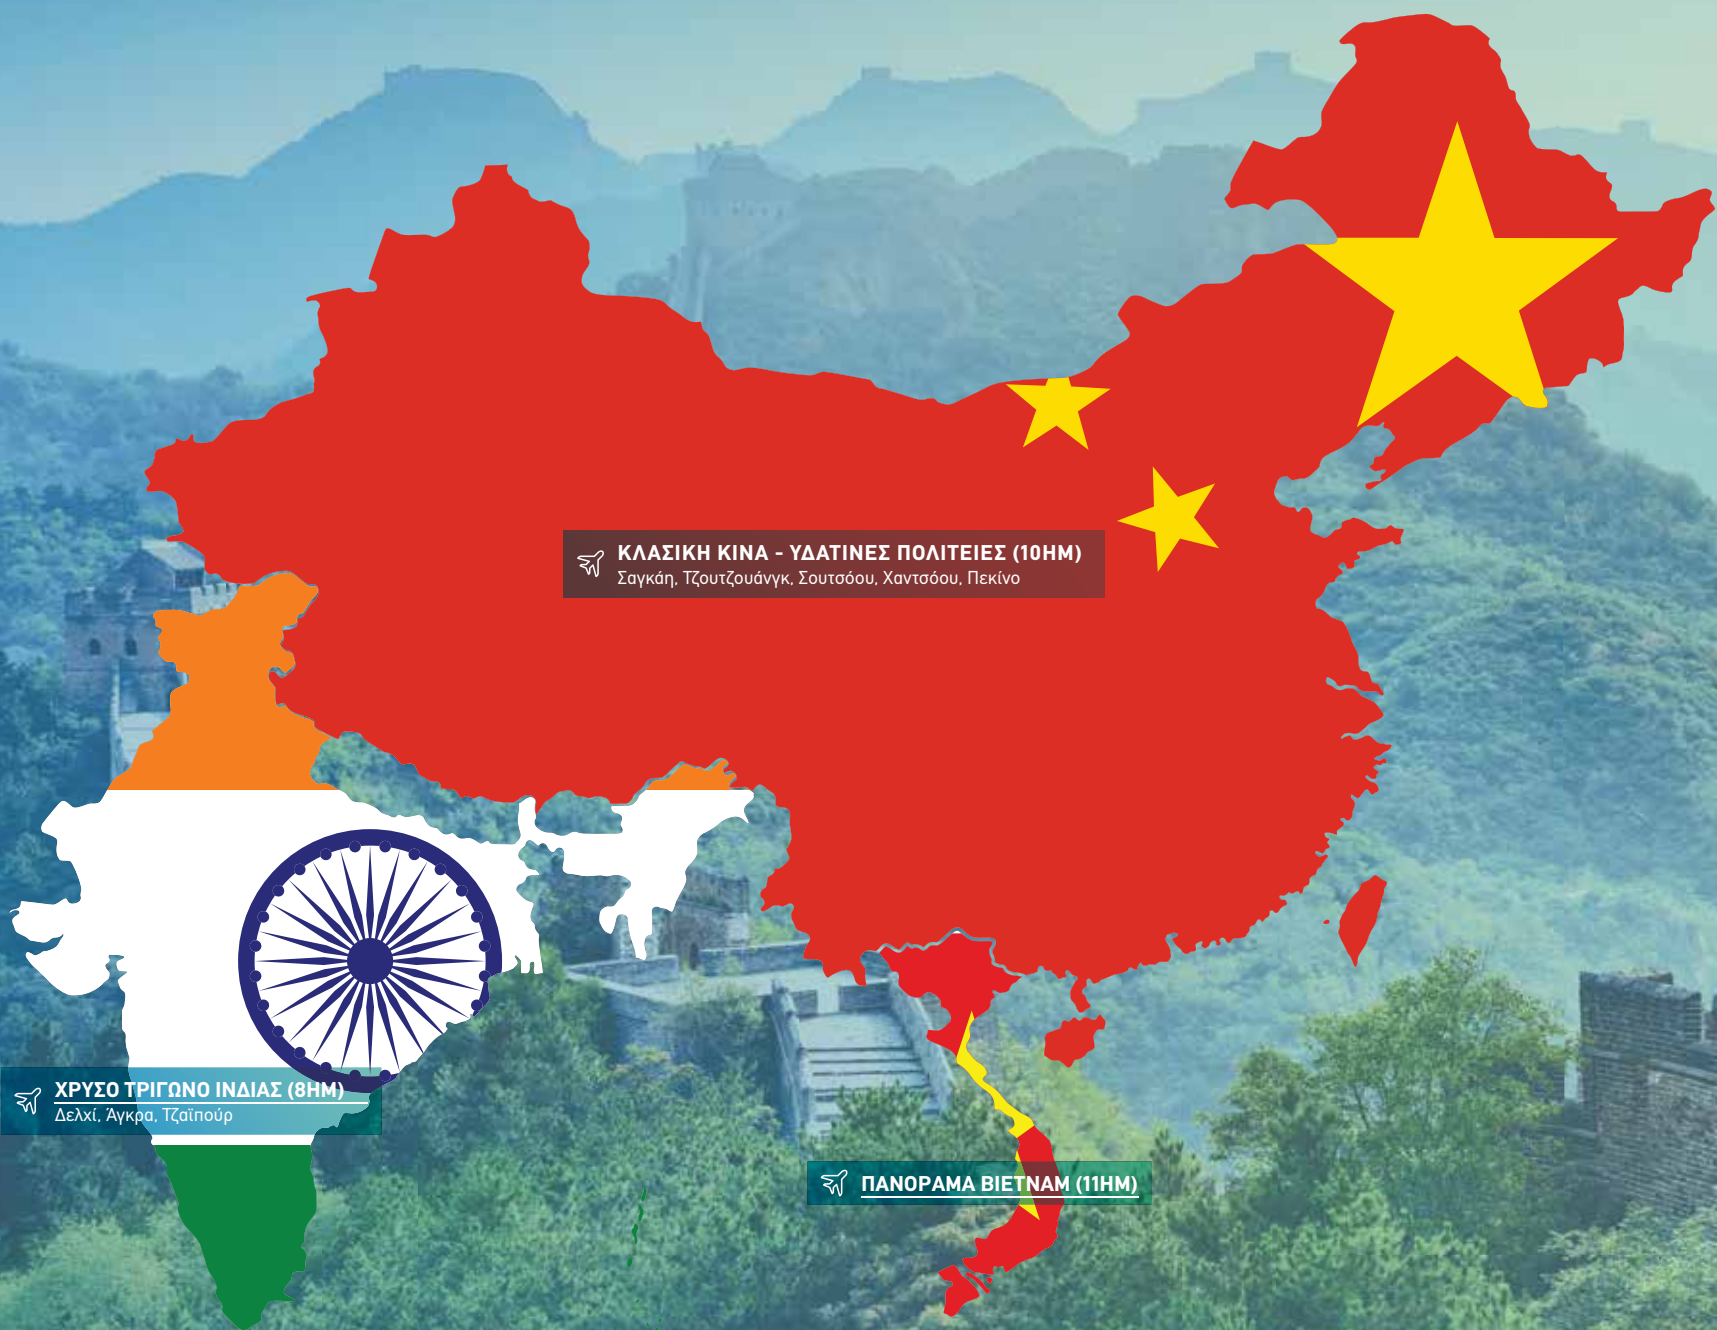 ΚΛΑΣΙΚΗ ΚΙΝΑ - ΥΔΑΤΙΝΕΣ ΠΟΛΙΤΕΙΕΣ (10ΗΜ)
Σαγκάη, Τζουτζουάνγκ, Σουτσόου, Χαντσόου, Πεκίνο
ΧΡΥΣΟ ΤΡΙΓΩΝΟ ΙΝΔΙΑΣ (8ΗΜ)
Δελχί, Άγκρα, Τζαϊπούρ
ΠΑΝΟΡΑΜΑ ΒΙΕΤΝΑΜ (11ΗΜ)